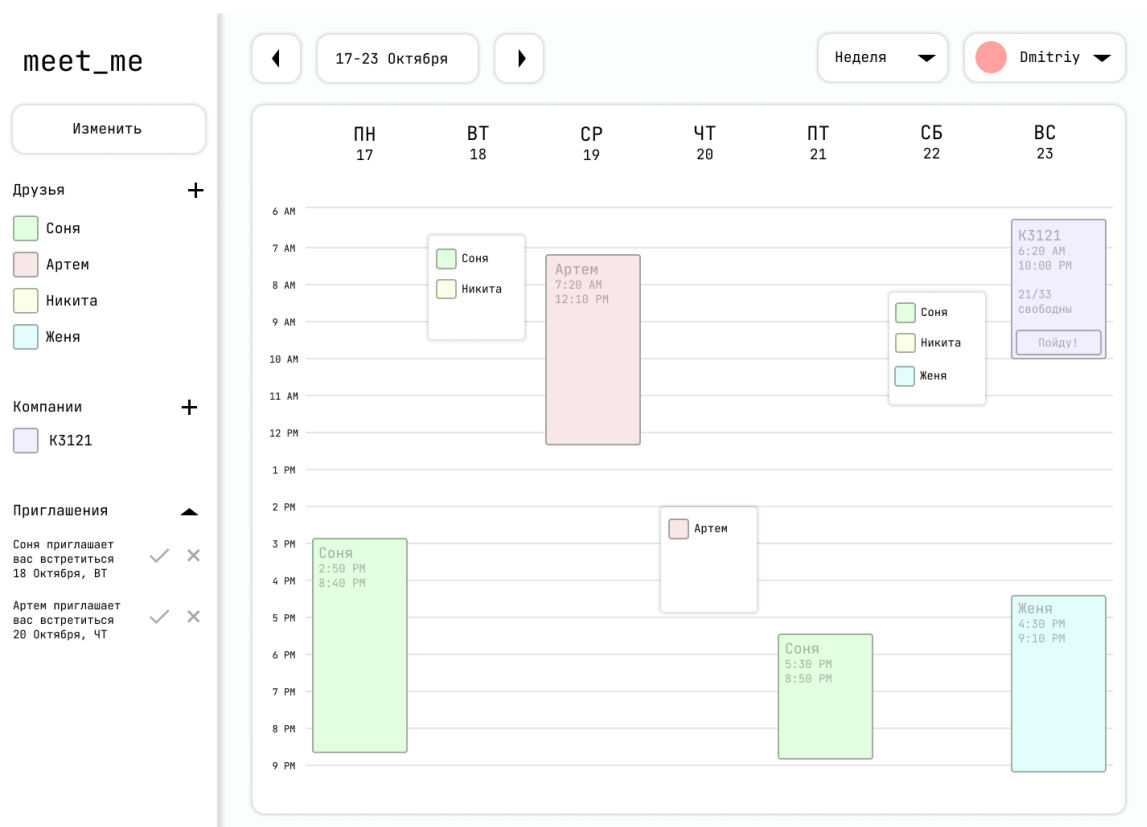 meet_me
Изменить
Друзья
Соня
Артем
Никита
Женя
Компании
К3121
Приглашения
Соня приглашает
вас встретиться
18 Октября, ВТ
Артем приглашает
вас встретиться
20 Октября, ЧТ
17-23 Октября
Неделя
Dmitriy
ПН
17
ВТ
18
СР
19
ЧТ
20
ПТ
21
СБ
22
ВС
23
6 AM
7 AM
8 AM
9 AM
10 AM
11 AM
12 PM
1 PM
2 PM
3 PM
4 PM
5 PM
6 PM
7 PM
8 PM
9 PM
Соня
2:50 PM
8:40 PM
Соня
Никита
Артем
7:20 AM
12:10 PM
Артем
Соня
5:30 PM
8:50 PM
Соня
Никита
Женя
К3121
6:20 AM
10:00 PM
21/33
свободны
Пойду!
Женя
4:30 PM
9:10 PM